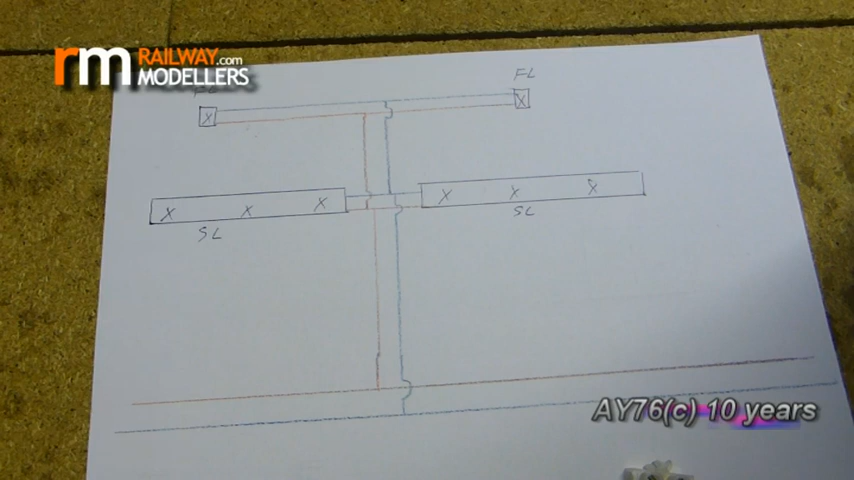 rm RAILWAY.com
MODELLERS
FL
X
X
X X X
X X X
SL
SL
AY76(c) 10 years